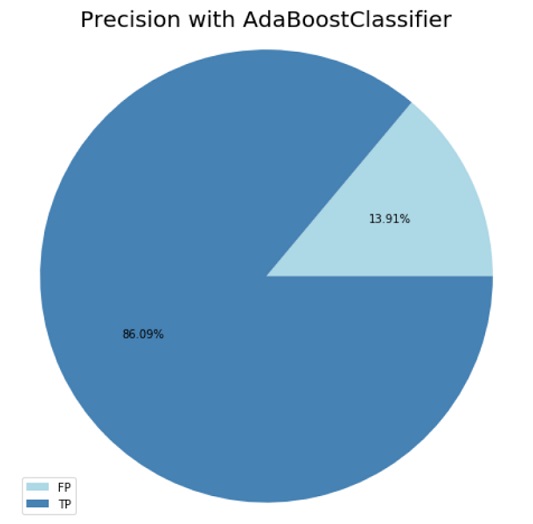 Precision with AdaBoostClassifier
13.91%
86.09%
FP
TP